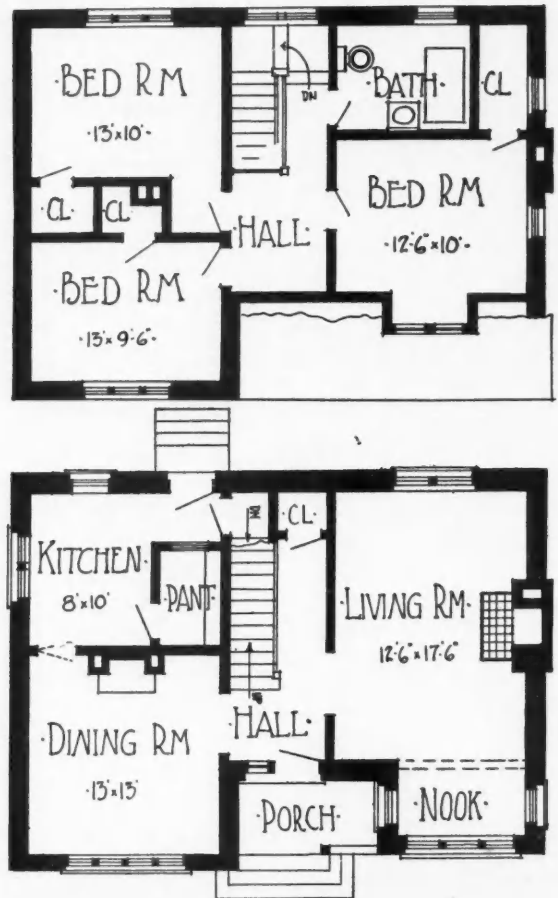 BED RM
13'x10'
DN
BATH
CL
CL
CL
HALL
BED RM
12'-6"x10'
BED RM
13'x9'-6"
CL
KITCHEN
8'x10'
PANT
LIVING RM
12'-6"x17'-6"
HALL
DINING RM
13'x13'
PORCH
NOOK